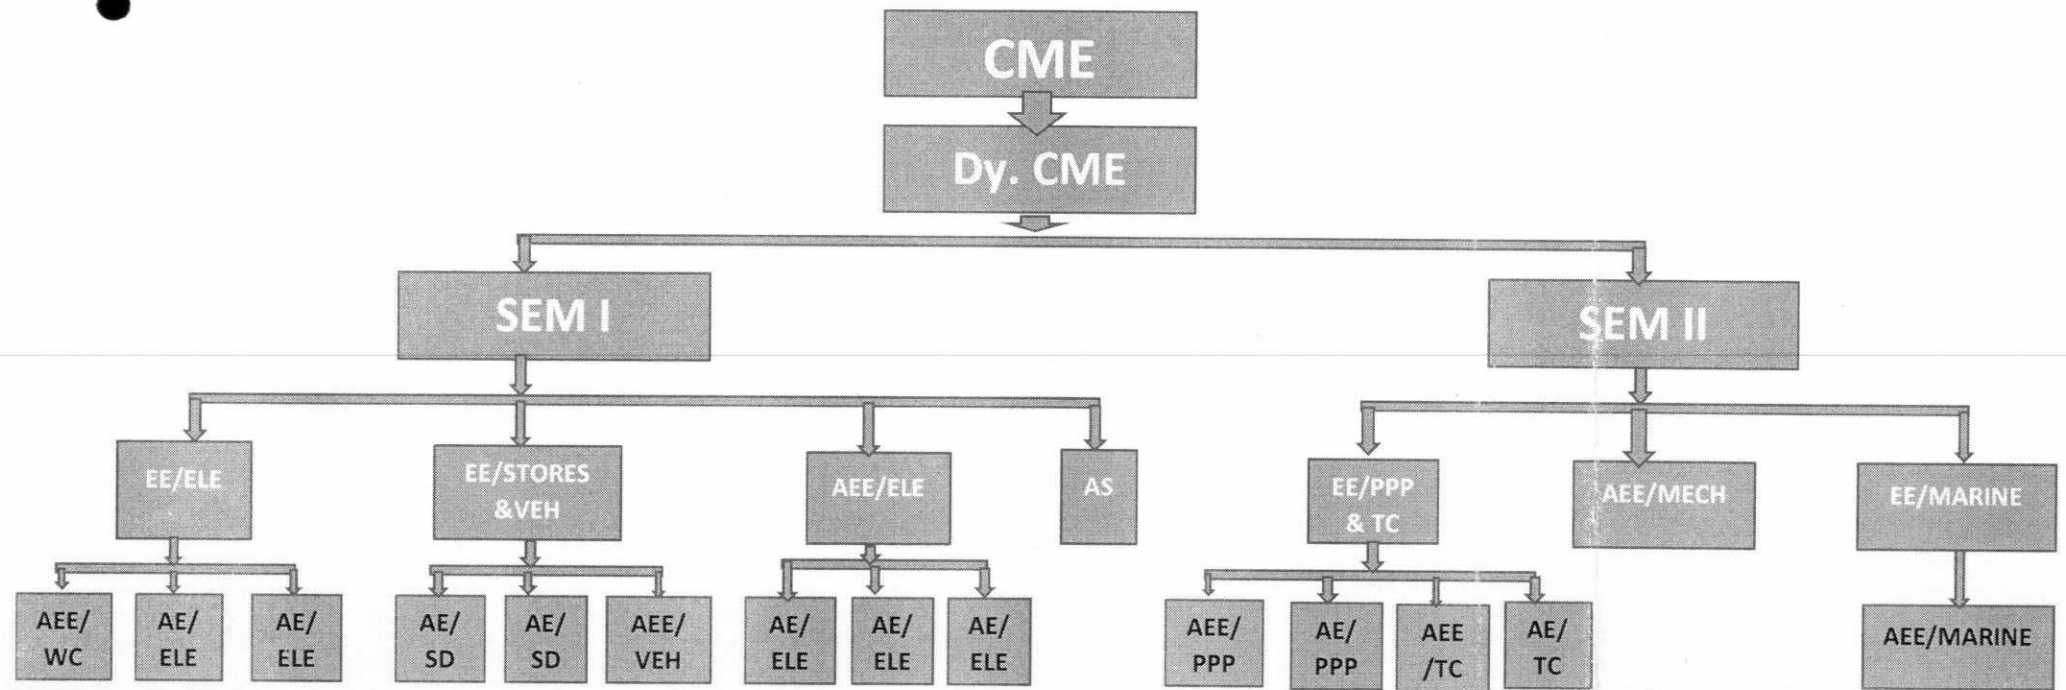 CME
Dy. CME
SEM I
SEM II
EE/ELE
EE/STORES
&VEH
AEE/ELE
AS
EE/PPP
& TC
AEE/MECH
EE/MARINE
AEE/
WC
AE/
ELE
AE/
ELE
AE/
SD
AE/
SD
AEE/
VEH
AE/
ELE
AE/
ELE
AE/
ELE
AEE/
PPP
AE/
PPP
AEE
/TC
AE/
TC
AEE/MARINE